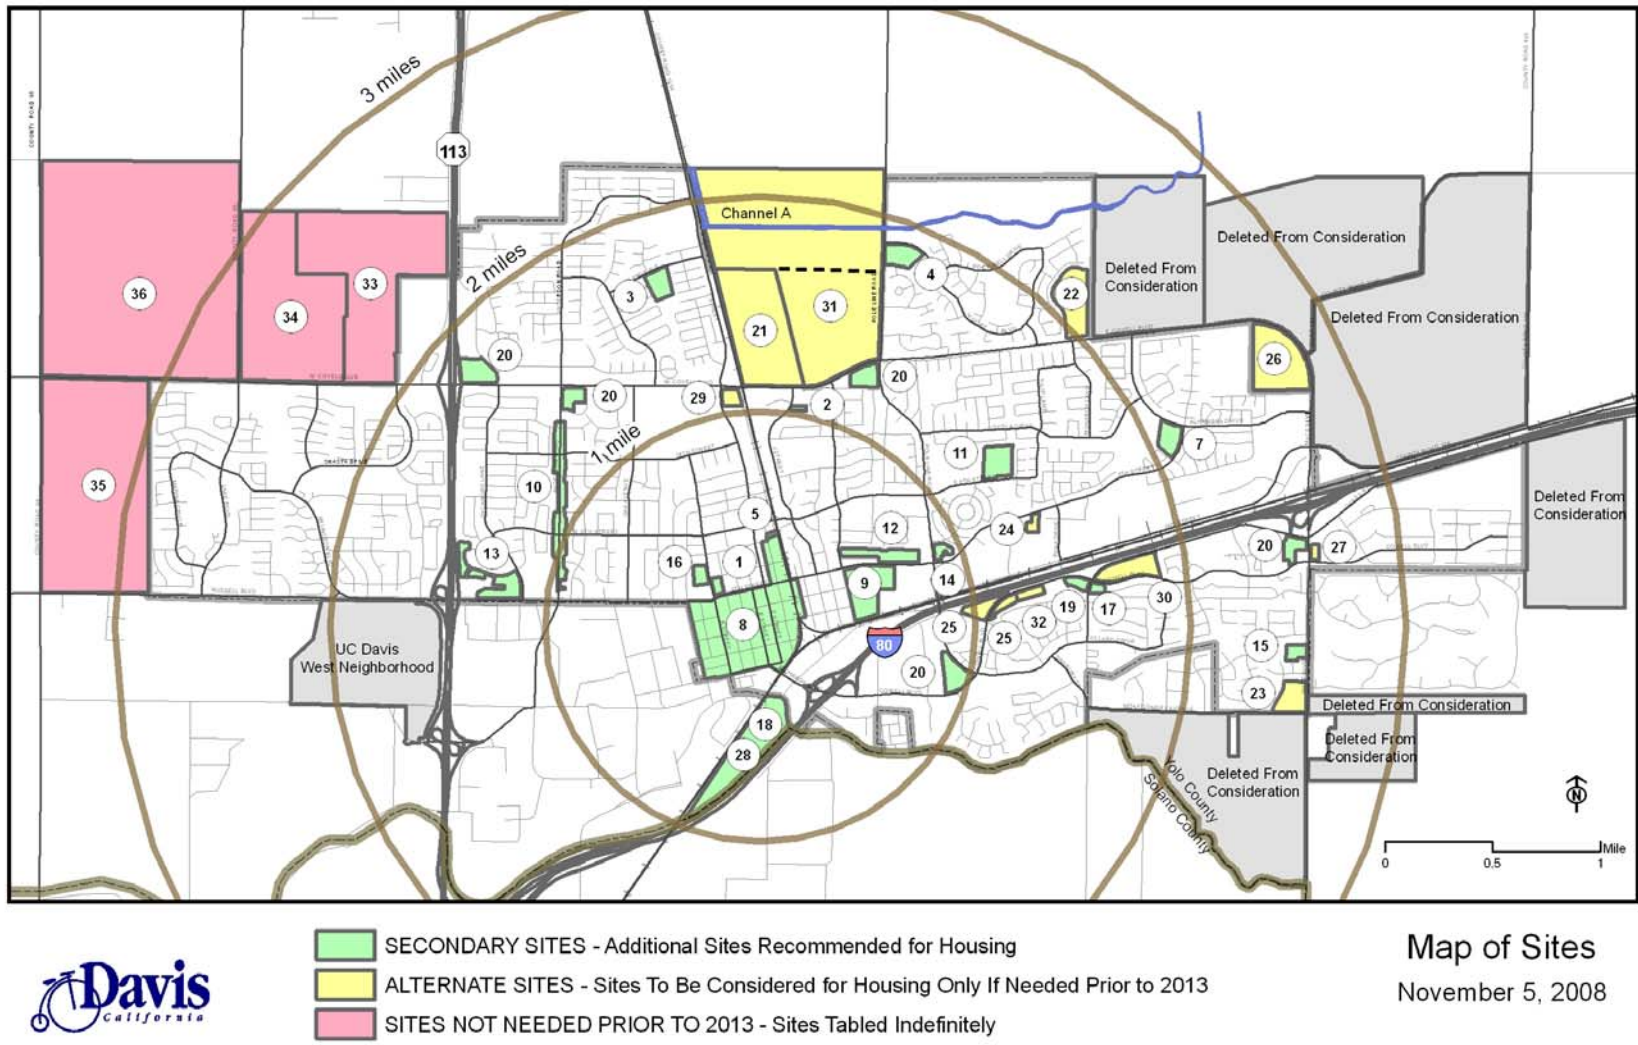 3 miles
113
Channel A
2 miles
36
33
34
3
4
22
21
31
Deleted From Consideration
Deleted From
Consideration
Deleted From Consideration
20
26
20
20
29
2
1 mile
11
7
35
10
5
12
24
Deleted From
Consideration
13
16
1
9
14
20
27
8
25
25
32
19
17
30
80
UC Davis
West Neighborhood
20
15
23
18
28
Deleted From Consideration
Deleted From
Consideration
Deleted From
Consideration
Yolo County
Solano County
N
Mile
0
0.5
1
SECONDARY SITES - Additional Sites Recommended for Housing
ALTERNATE SITES - Sites To Be Considered for Housing Only If Needed Prior to 2013
SITES NOT NEEDED PRIOR TO 2013 - Sites Tabled Indefinitely
Davis
California
Map of Sites
November 5, 2008